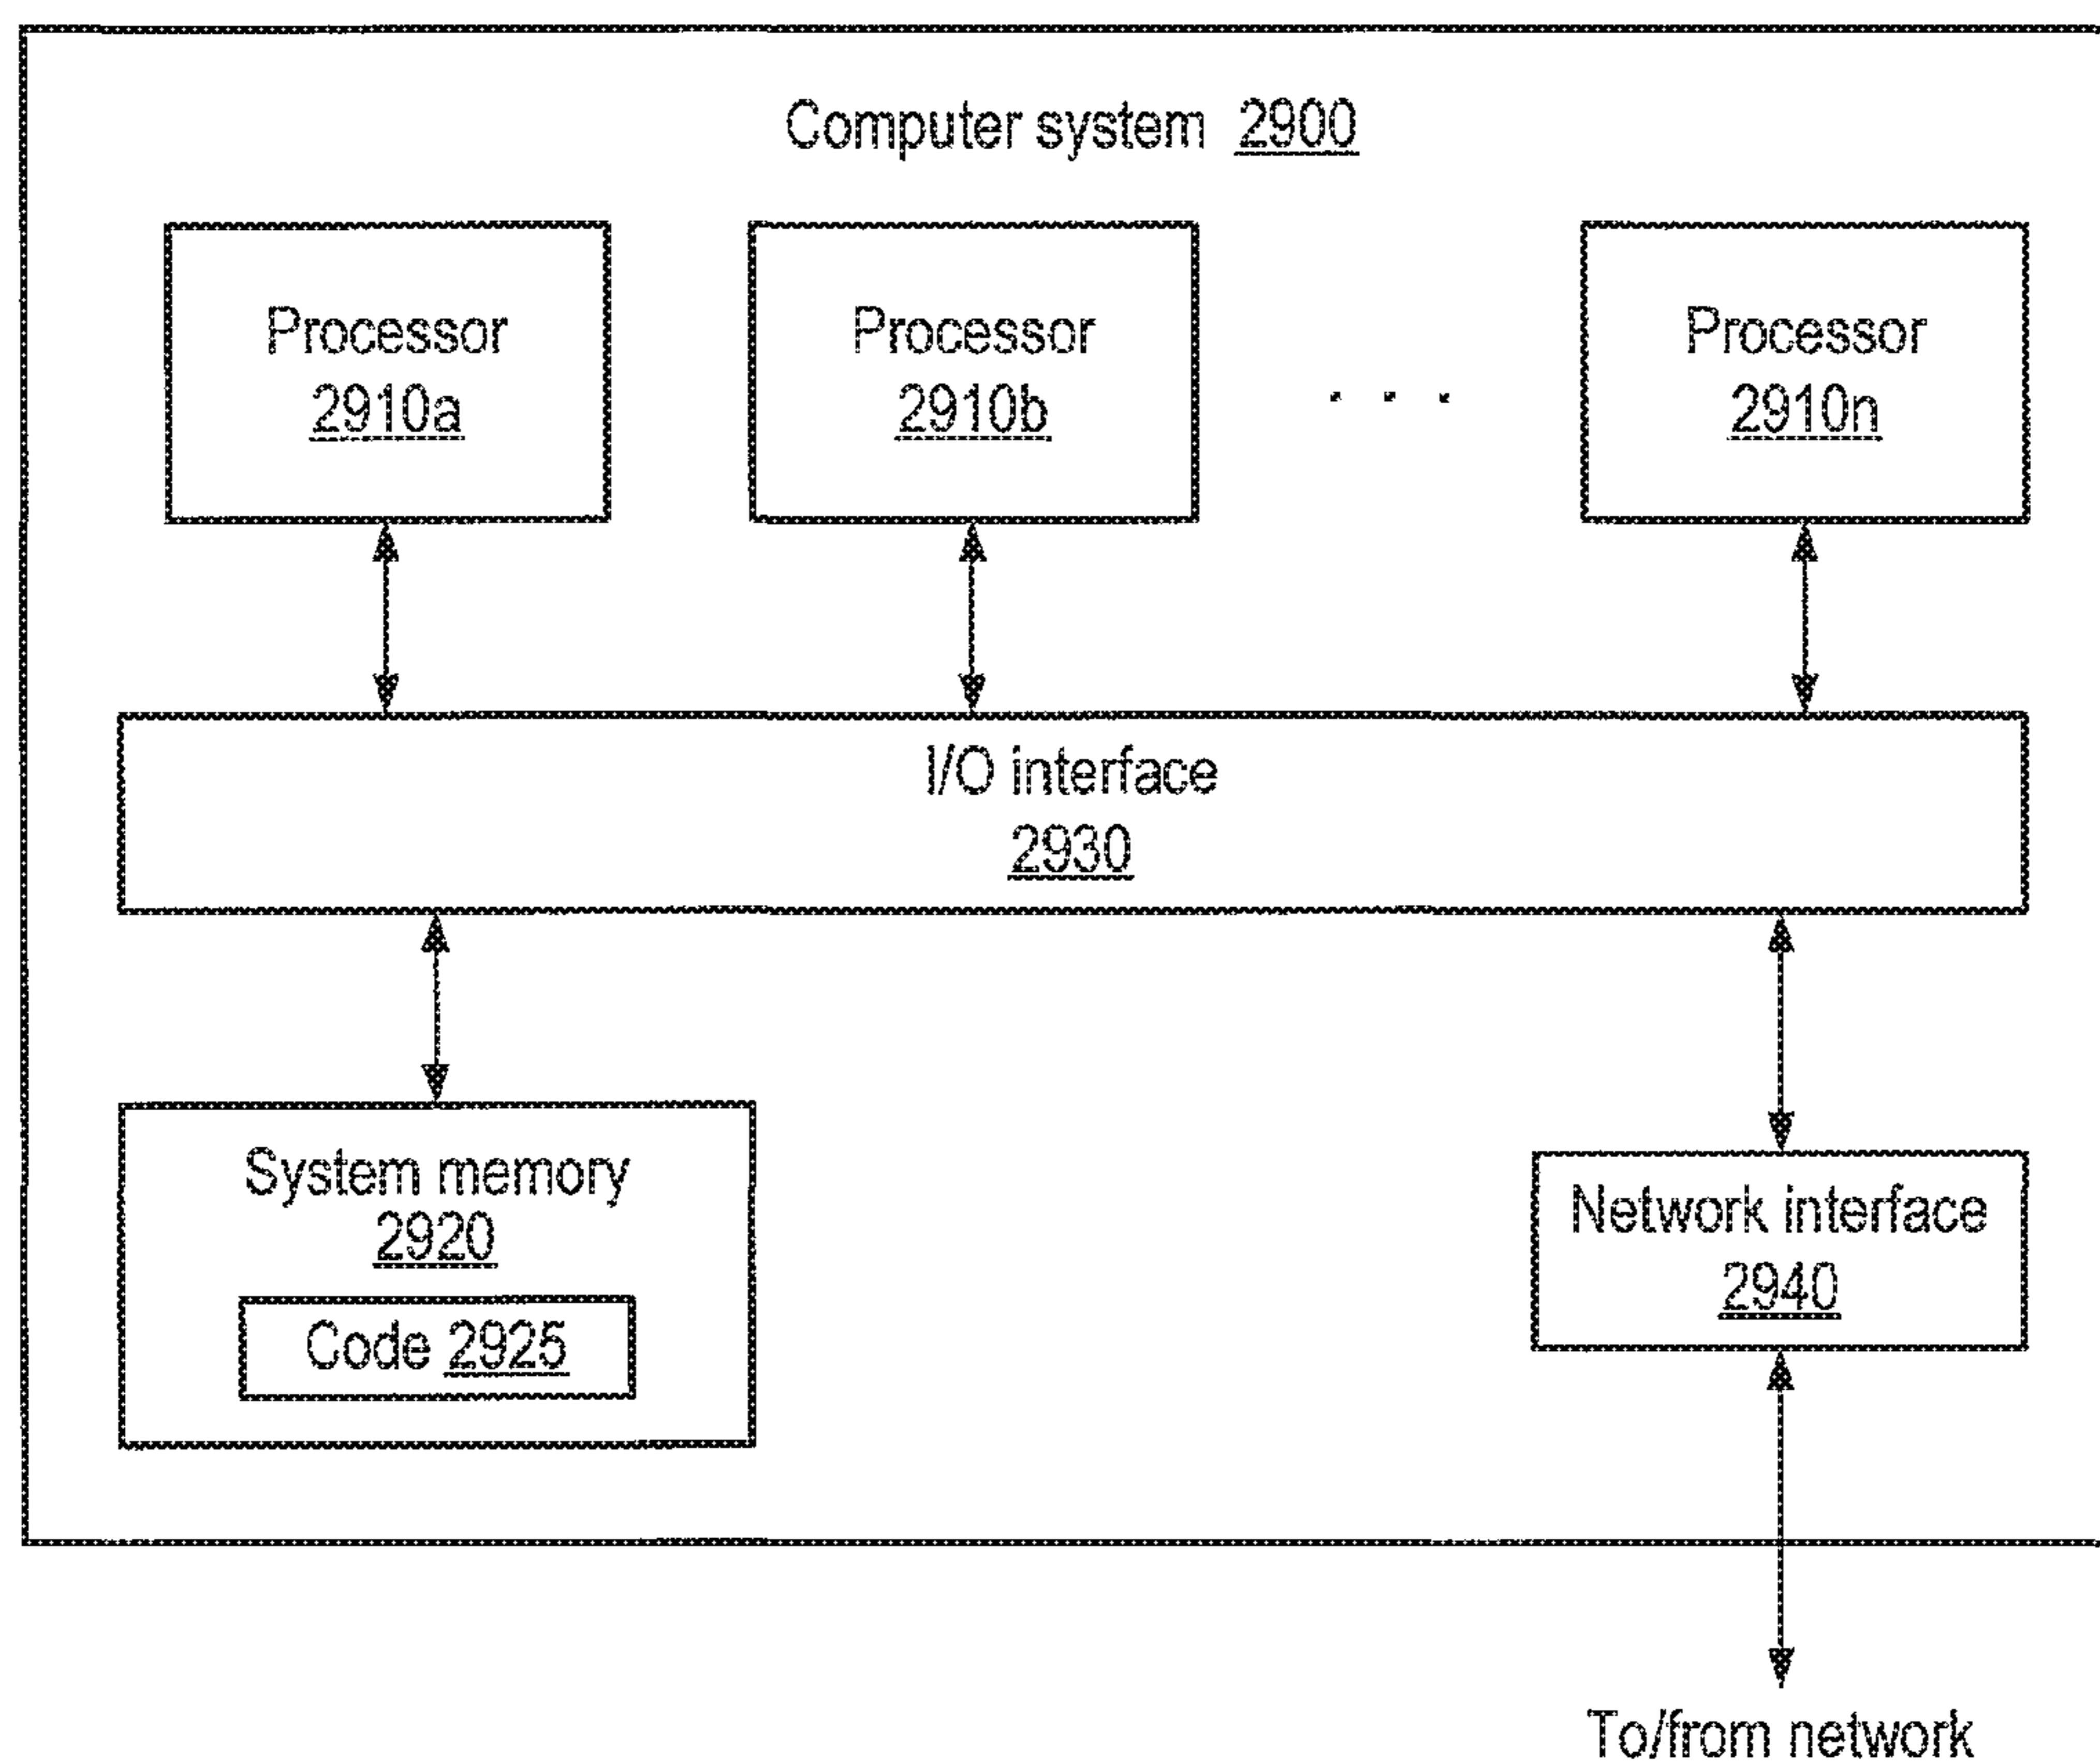 Computer system 2900
Processor
2910a
Processor
2910b
. . .
Processor
2910n
I/O interface
2930
System memory
2920
Code 2925
Network interface
2940
To/from network